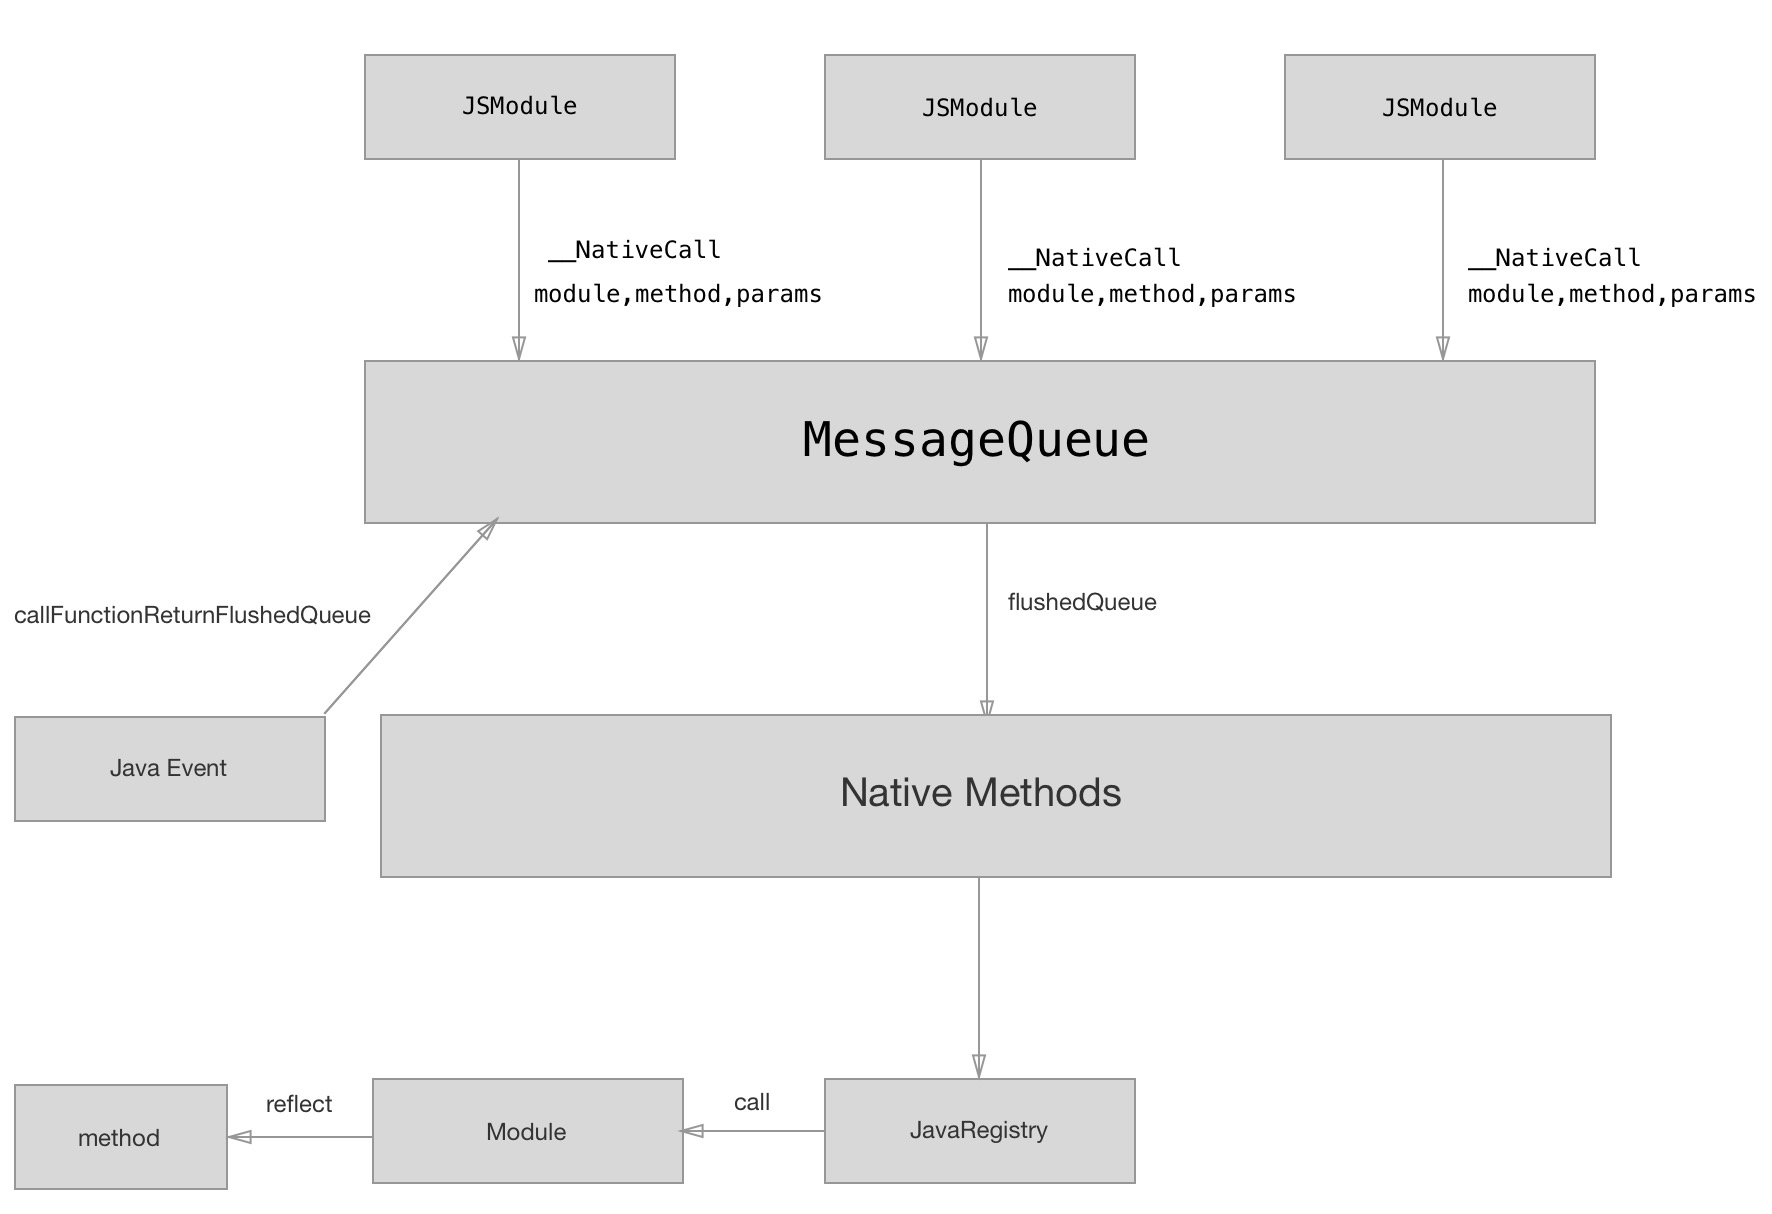 JSModule
JSModule
JSModule
__NativeCall
module,method,params
__NativeCall
module,method,params
__NativeCall
module,method,params
MessageQueue
callFunctionReturnFlushedQueue
flushedQueue
Java Event
Native Methods
method
reflect
Module
call
JavaRegistry